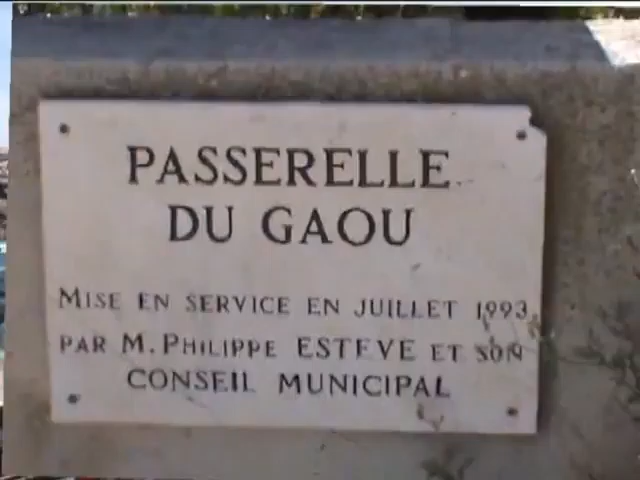 PASSERELLE
DU GAOU
MISE EN SERVICE EN JUILLET 1993
PAR M. PHILIPPE ESTEVE ET SON
CONSEIL MUNICIPAL